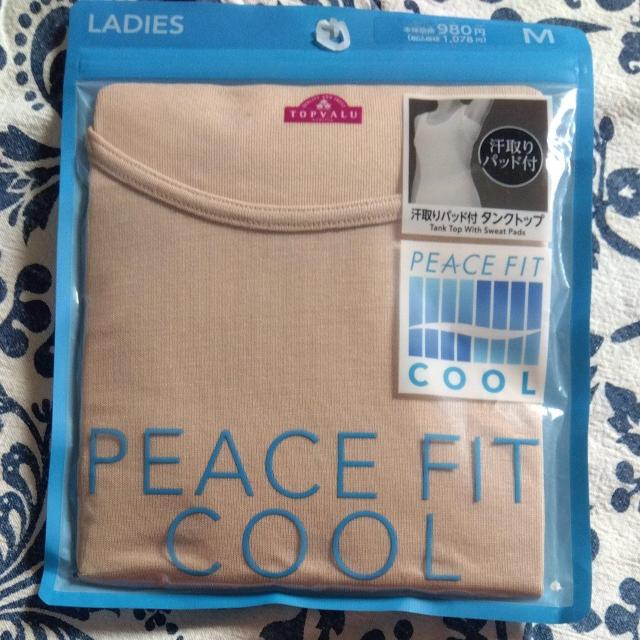 LADIES
本体価格 980円
(税込価格 1,078円)
M
TOPVALU
汗取り
パッド付
汗取りパッド付 タンクトップ
Tank Top With Sweat Pads
PEACE FIT
COOL
PEACE FIT
COOL